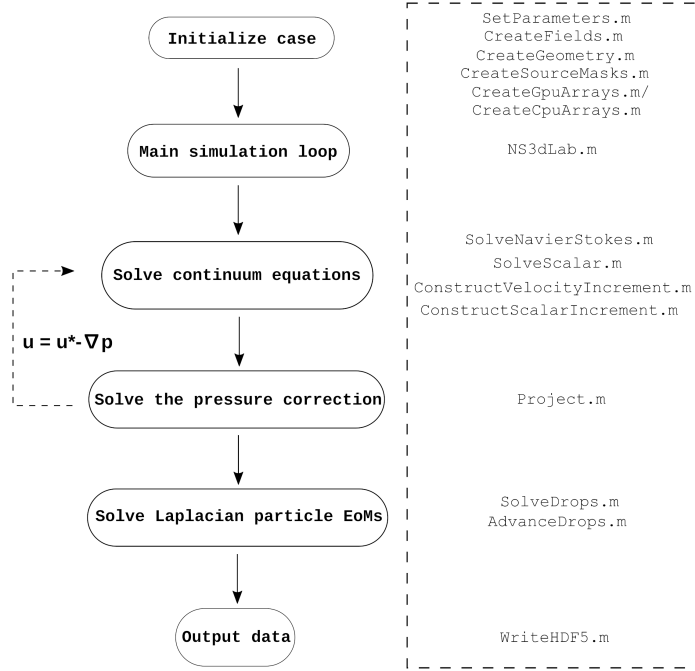 Initialize case
SetParameters.m
CreateFields.m
CreateGeometry.m
CreateSourceMasks.m
CreateGpuArrays.m/
CreateCpuArrays.m
Main simulation loop
NS3dLab.m
Solve continuum equations
SolveNavierStokes.m
SolveScalar.m
ConstructVelocityIncrement.m
ConstructScalarIncrement.m
u = u*-∇p
Solve the pressure correction
Project.m
Solve Laplacian particle EoMs
SolveDrops.m
AdvanceDrops.m
Output data
WriteHDF5.m